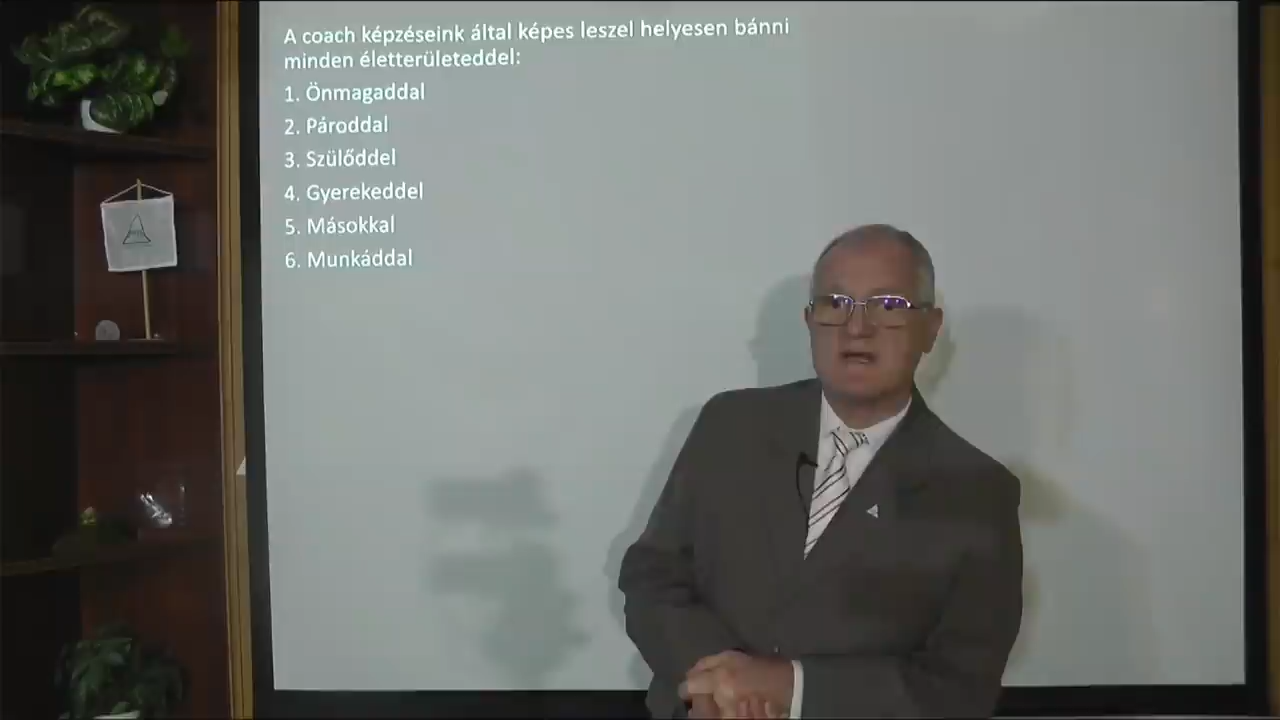 A coach képzéseink által képes leszel helyesen bánni
minden életterületeddel:
1. Önmagaddal
2. Pároddal
3. Szülőddel
4. Gyerekeddel
5. Másokkal
6. Munkáddal